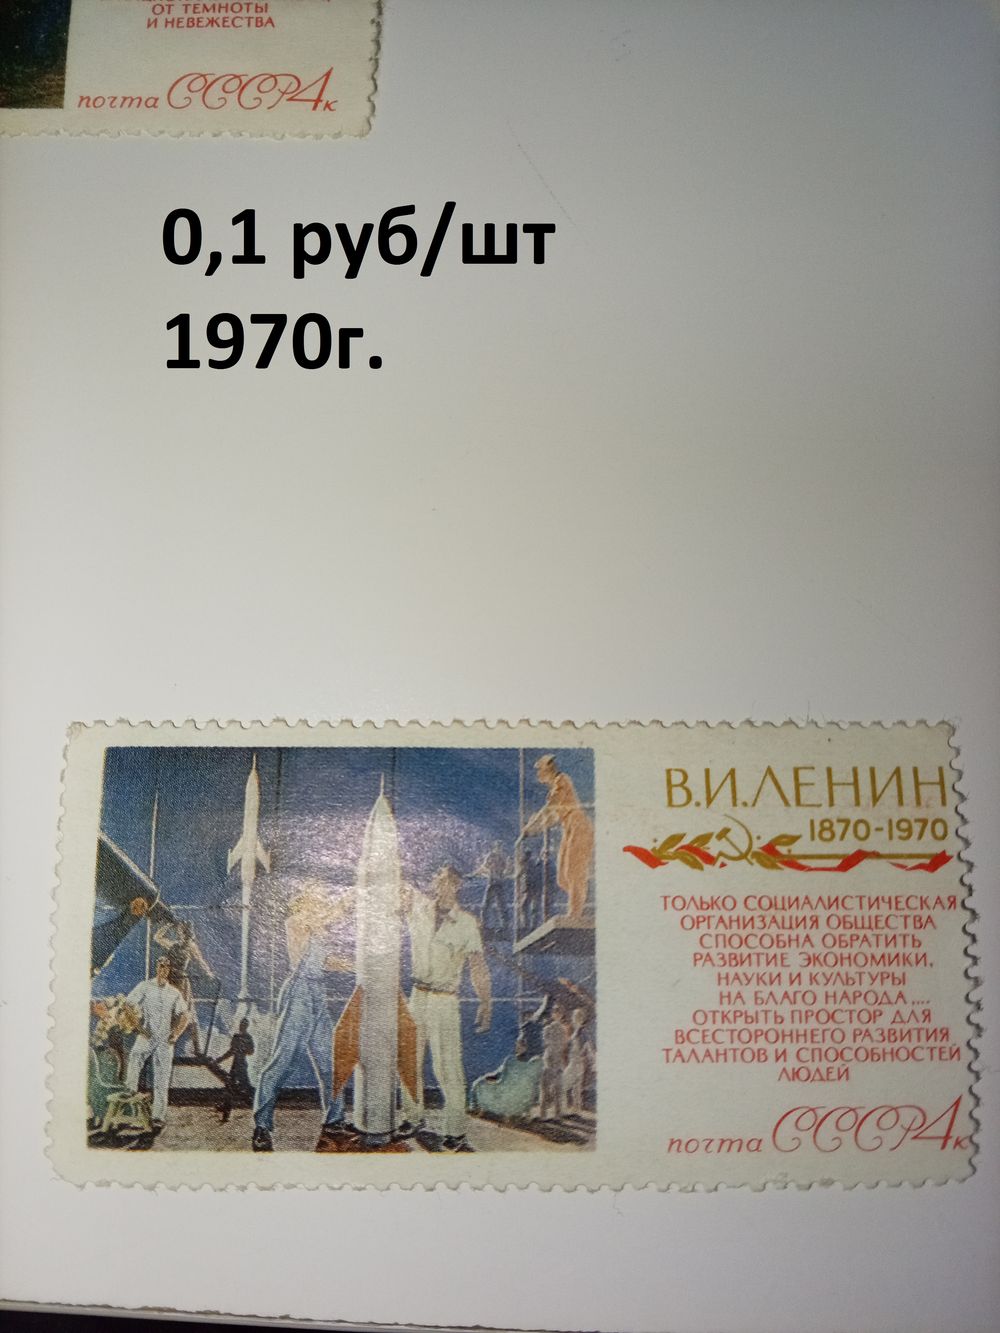 ОТ ТЕМНОТЫ
И НЕВЕЖЕСТВА
почта СССР 4к
0,1 руб/шт
1970г.
В.И.ЛЕНИН
1870-1970
ТОЛЬКО СОЦИАЛИСТИЧЕСКАЯ
ОРГАНИЗАЦИЯ ОБЩЕСТВА
СПОСОБНА ОБРАТИТЬ
РАЗВИТИЕ ЭКОНОМИКИ,
НАУКИ И КУЛЬТУРЫ
НА БЛАГО НАРОДА,...
ОТКРЫТЬ ПРОСТОР ДЛЯ
ВСЕСТОРОННЕГО РАЗВИТИЯ
ТАЛАНТОВ И СПОСОБНОСТЕЙ
ЛЮДЕЙ
почта СССР 4к